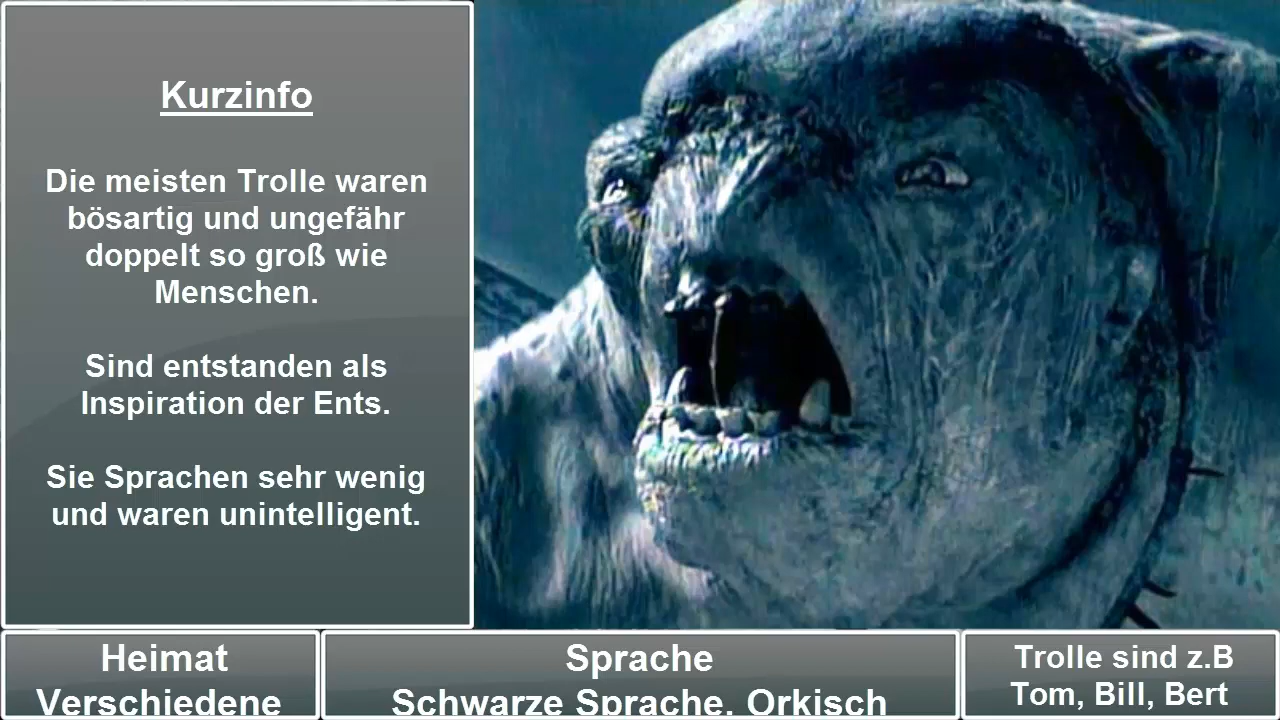 Kurzinfo
Die meisten Trolle waren
bösartig und ungefähr
doppelt so groß wie
Menschen.
Sind entstanden als
Inspiration der Ents.
Sie Sprachen sehr wenig
und waren unintelligent.
Heimat
Verschiedene
Sprache
Schwarze Sprache, Orkisch
Trolle sind z.B
Tom, Bill, Bert